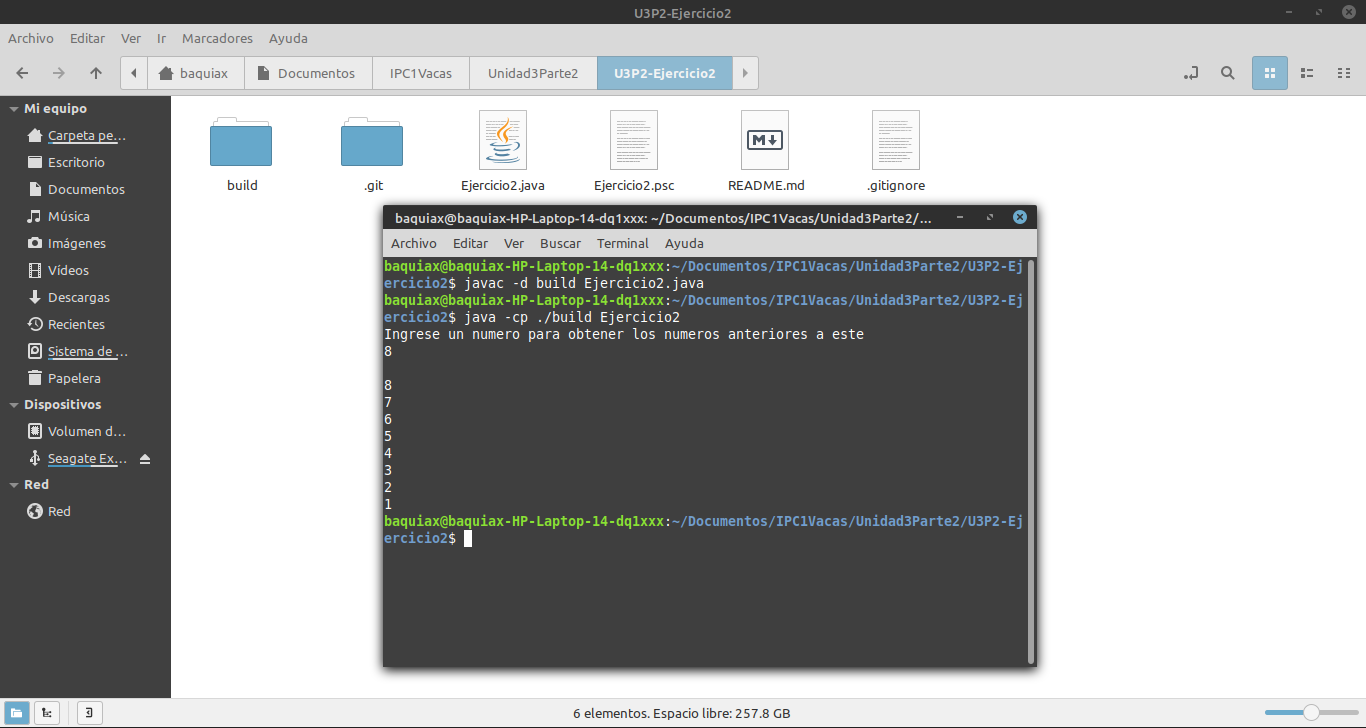 U3P2-Ejercicio2
Archivo Editar Ver Ir Marcadores Ayuda
baquiax Documentos IPC1Vacas Unidad3Parte2 U3P2-Ejercicio2
Mi equipo
Carpeta pe...
Escritorio
Documentos
Música
Imágenes
Vídeos
Descargas
Recientes
Sistema de ...
Papelera
Dispositivos
Volumen d...
Seagate Ex...
Red
Red
build .git Ejercicio2.java Ejercicio2.psc README.md .gitignore
baquiax@baquiax-HP-Laptop-14-dq1xxx: ~/Documentos/IPC1Vacas/Unidad3Parte2/...
Archivo Editar Ver Buscar Terminal Ayuda
baquiax@baquiax-HP-Laptop-14-dq1xxx:~/Documentos/IPC1Vacas/Unidad3Parte2/U3P2-Ej
ercicio2$ javac -d build Ejercicio2.java
baquiax@baquiax-HP-Laptop-14-dq1xxx:~/Documentos/IPC1Vacas/Unidad3Parte2/U3P2-Ej
ercicio2$ java -cp ./build Ejercicio2
Ingrese un numero para obtener los numeros anteriores a este
8
8
7
6
5
4
3
2
1
baquiax@baquiax-HP-Laptop-14-dq1xxx:~/Documentos/IPC1Vacas/Unidad3Parte2/U3P2-Ej
ercicio2$
6 elementos. Espacio libre: 257.8 GB